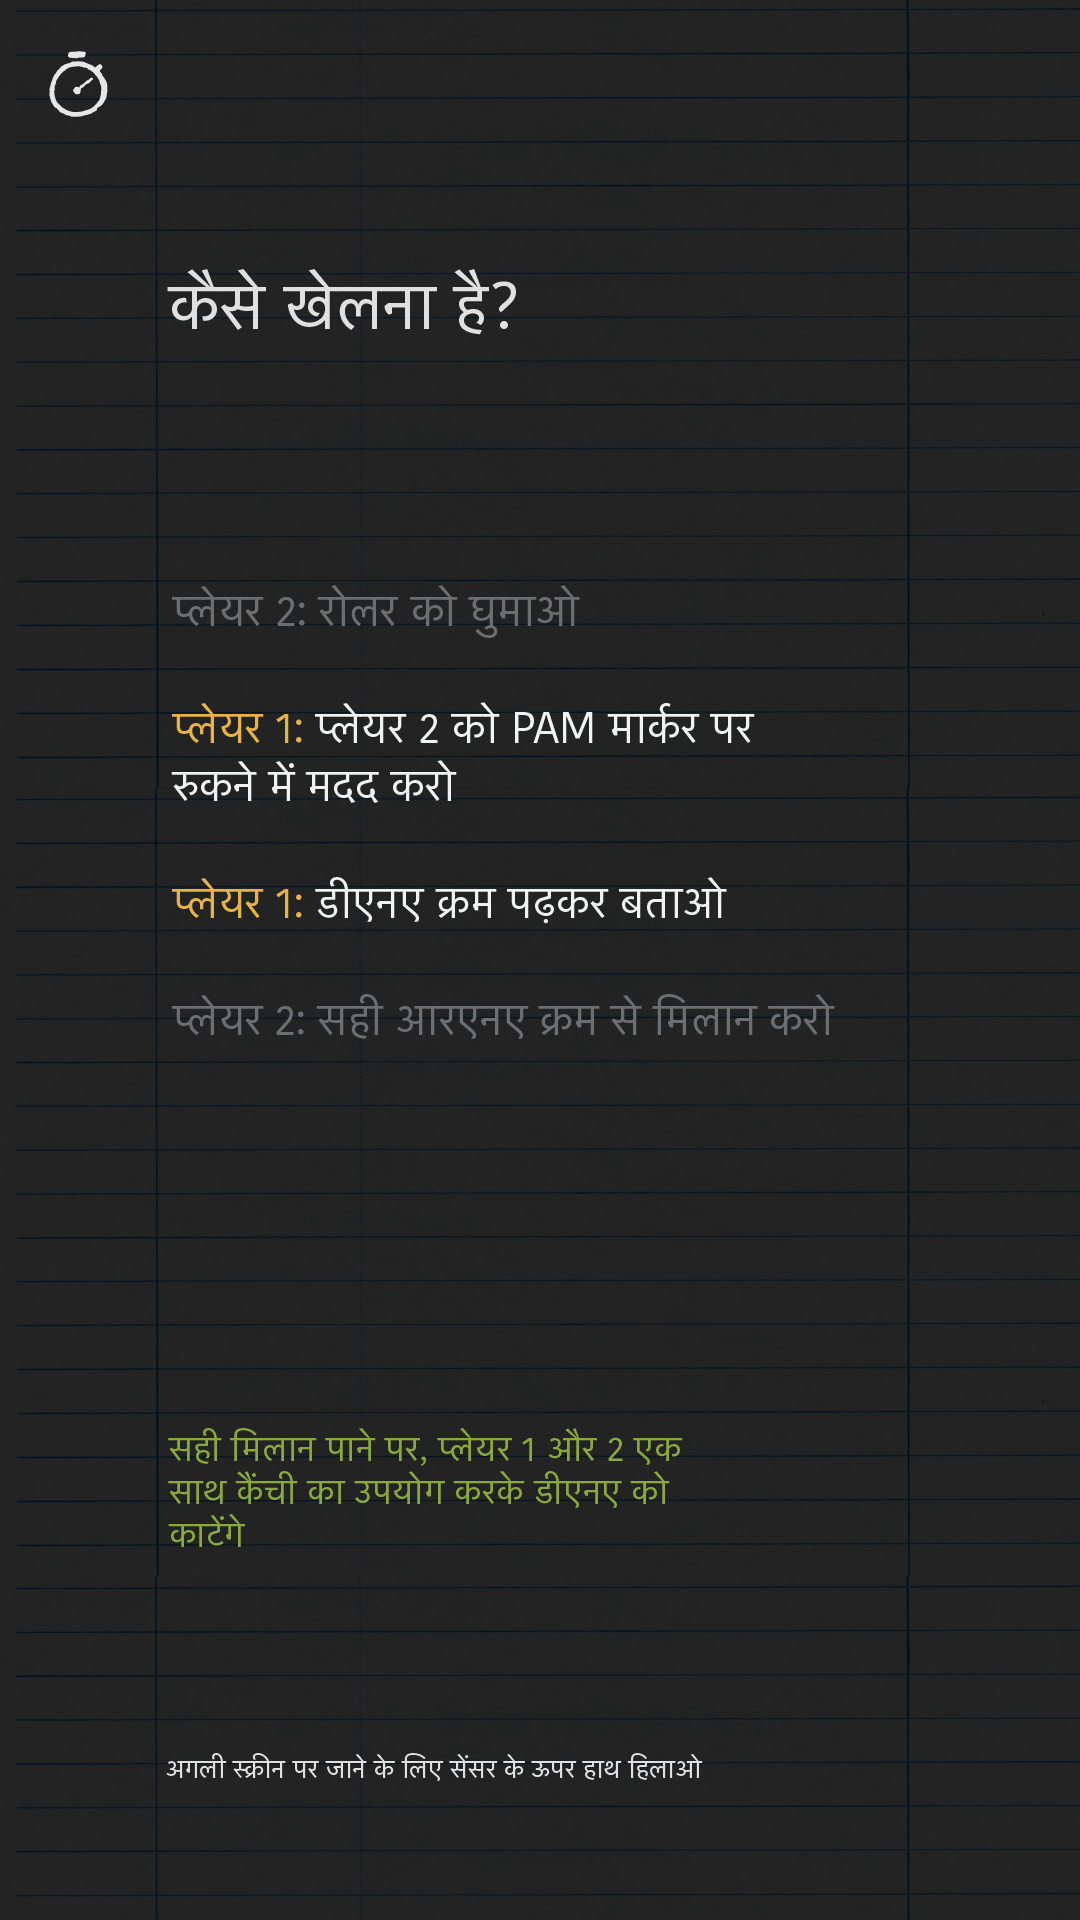 कैसे खेलना है?
प्लेयर 2: रोलर को घुमाओ
प्लेयर 1: प्लेयर 2 को PAM मार्कर पर
रुकने में मदद करो
प्लेयर 1: डीएनए क्रम पढ़कर बताओ
प्लेयर 2: सही आरएनए क्रम से मिलान करो
सही मिलान पाने पर, प्लेयर 1 और 2 एक
साथ कैंची का उपयोग करके डीएनए को
काटेंगे
अगली स्क्रीन पर जाने के लिए सेंसर के ऊपर हाथ हिलाओ